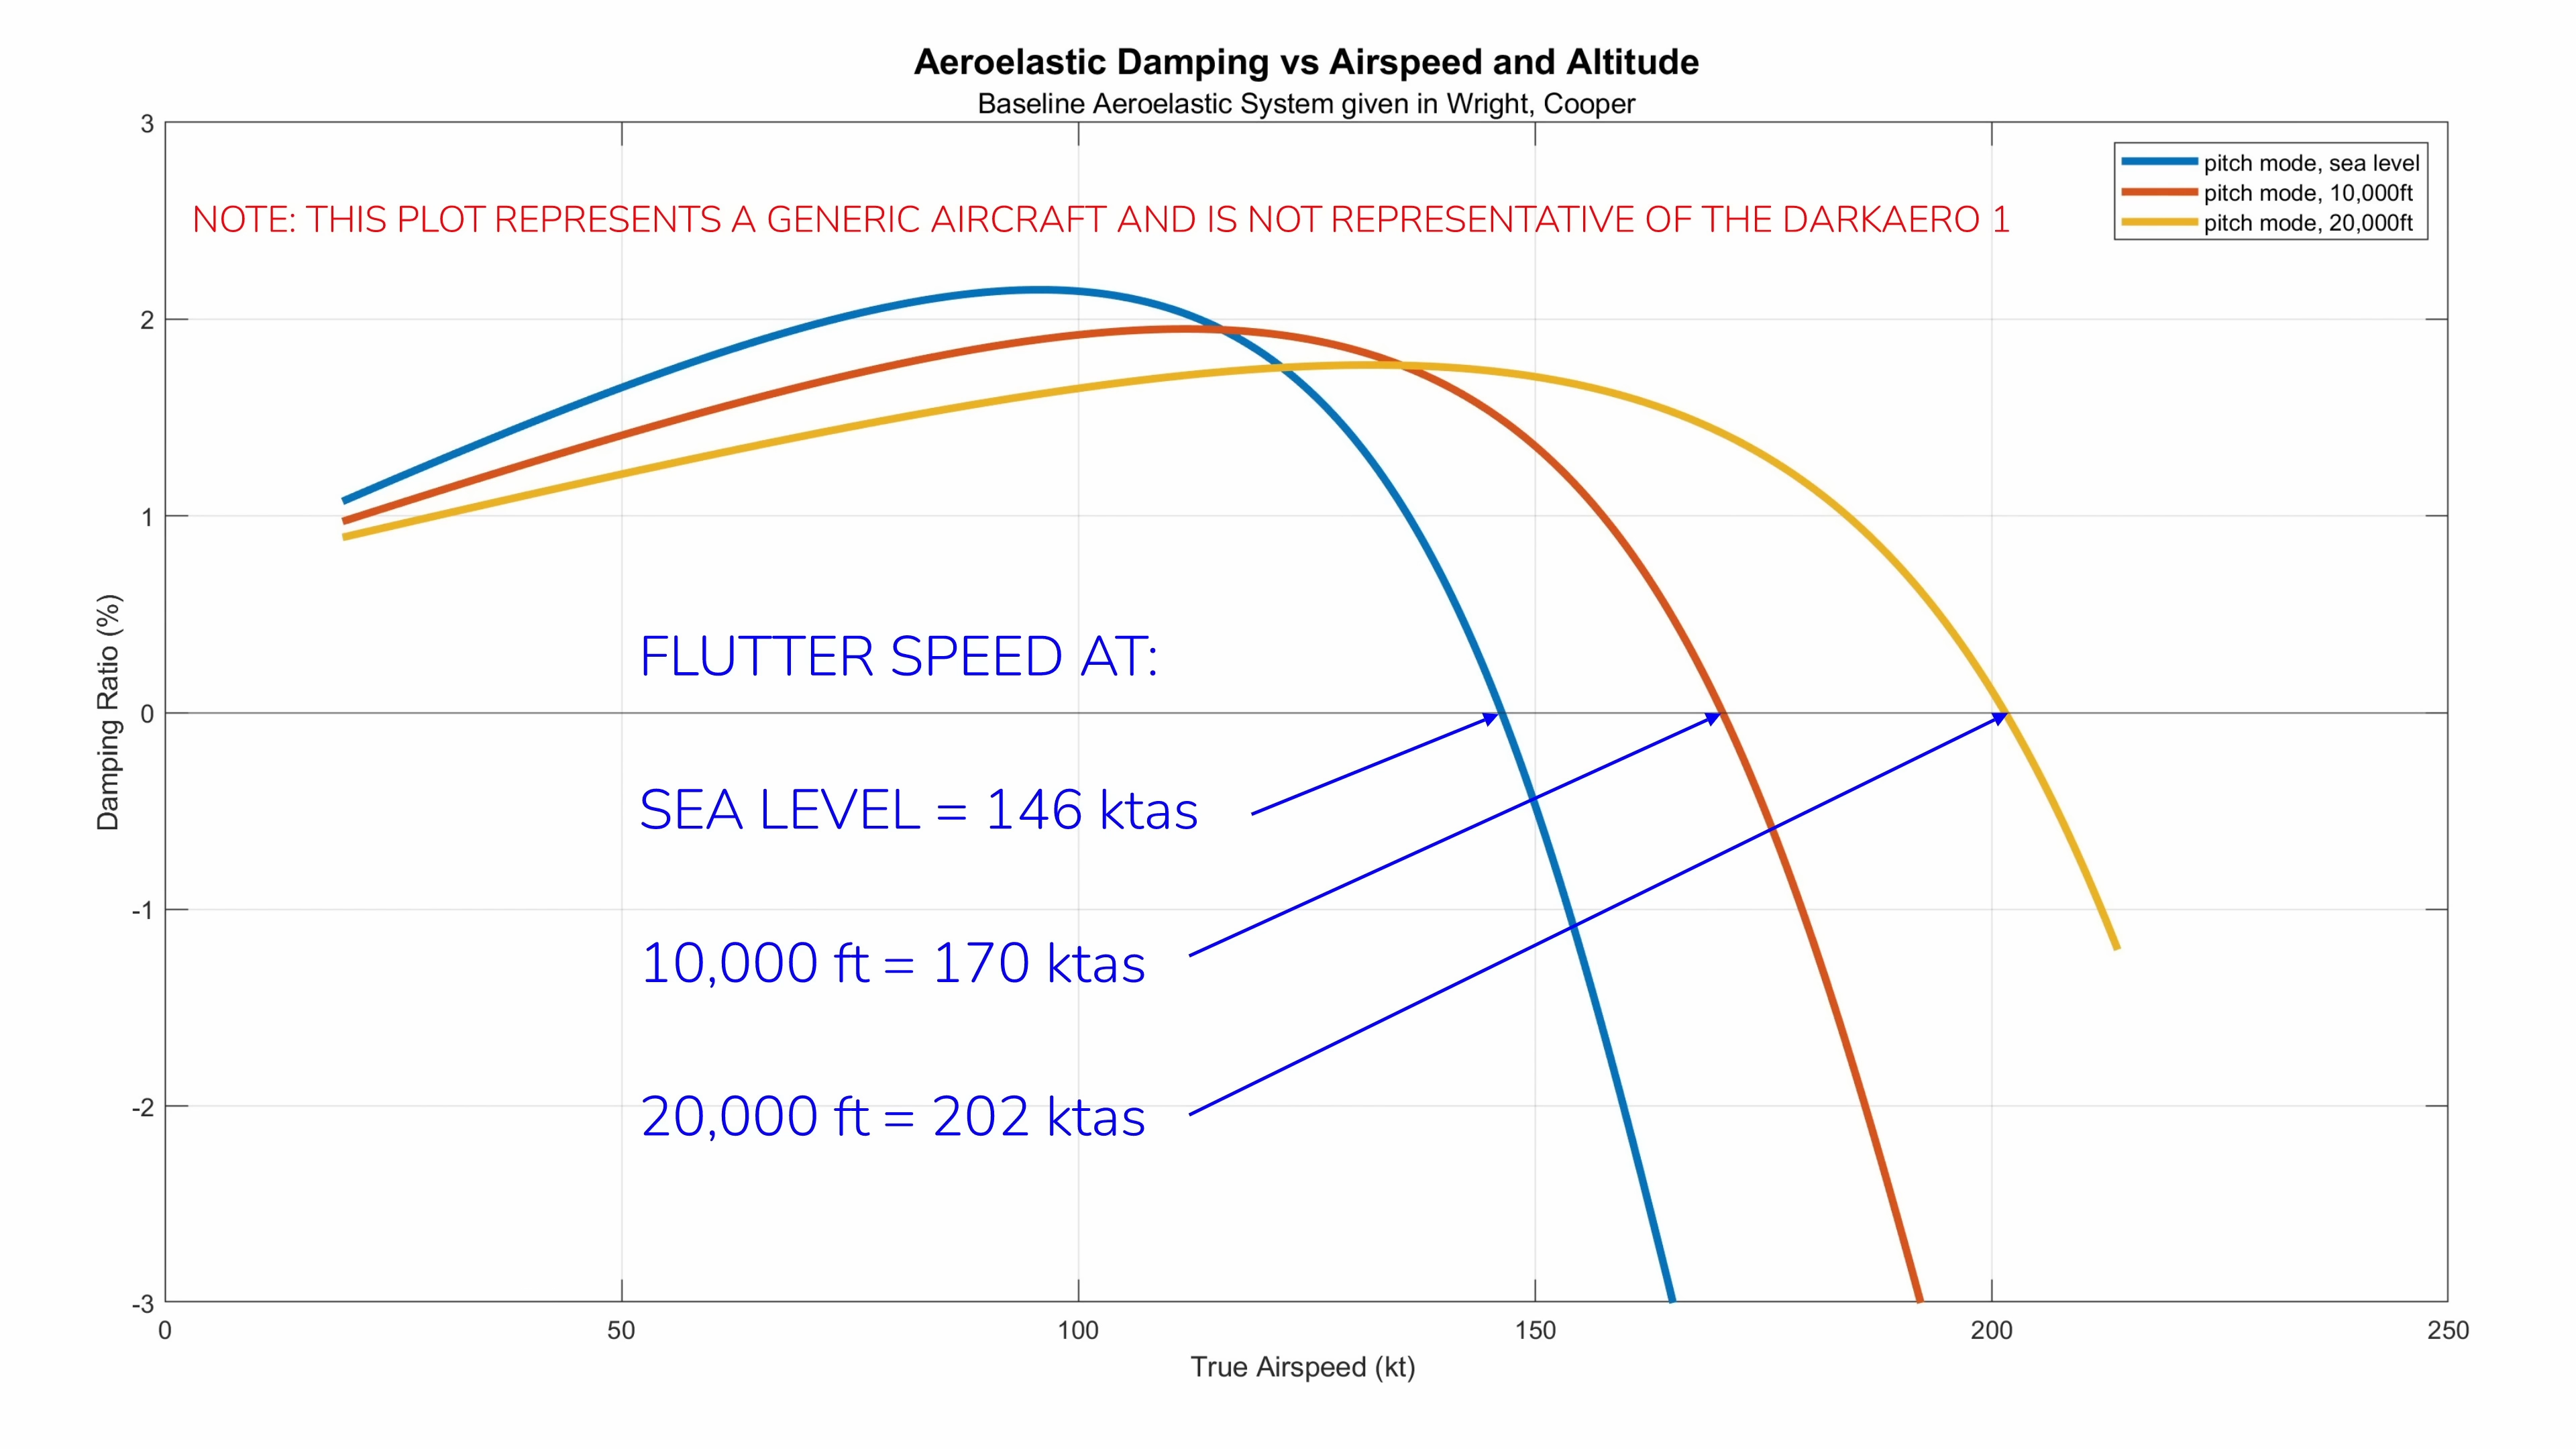 Aeroelastic Damping vs Airspeed and Altitude
Baseline Aeroelastic System given in Wright, Cooper
3
pitch mode, sea level
pitch mode, 10,000ft
pitch mode, 20,000ft
NOTE: THIS PLOT REPRESENTS A GENERIC AIRCRAFT AND IS NOT REPRESENTATIVE OF THE DARKAERO 1
2
1
FLUTTER SPEED AT:
0
Damping Ratio (%)
SEA LEVEL = 146 ktas
-1
10,000 ft = 170 ktas
-2
20,000 ft = 202 ktas
-3
0 50 100 150 200 250
True Airspeed (kt)